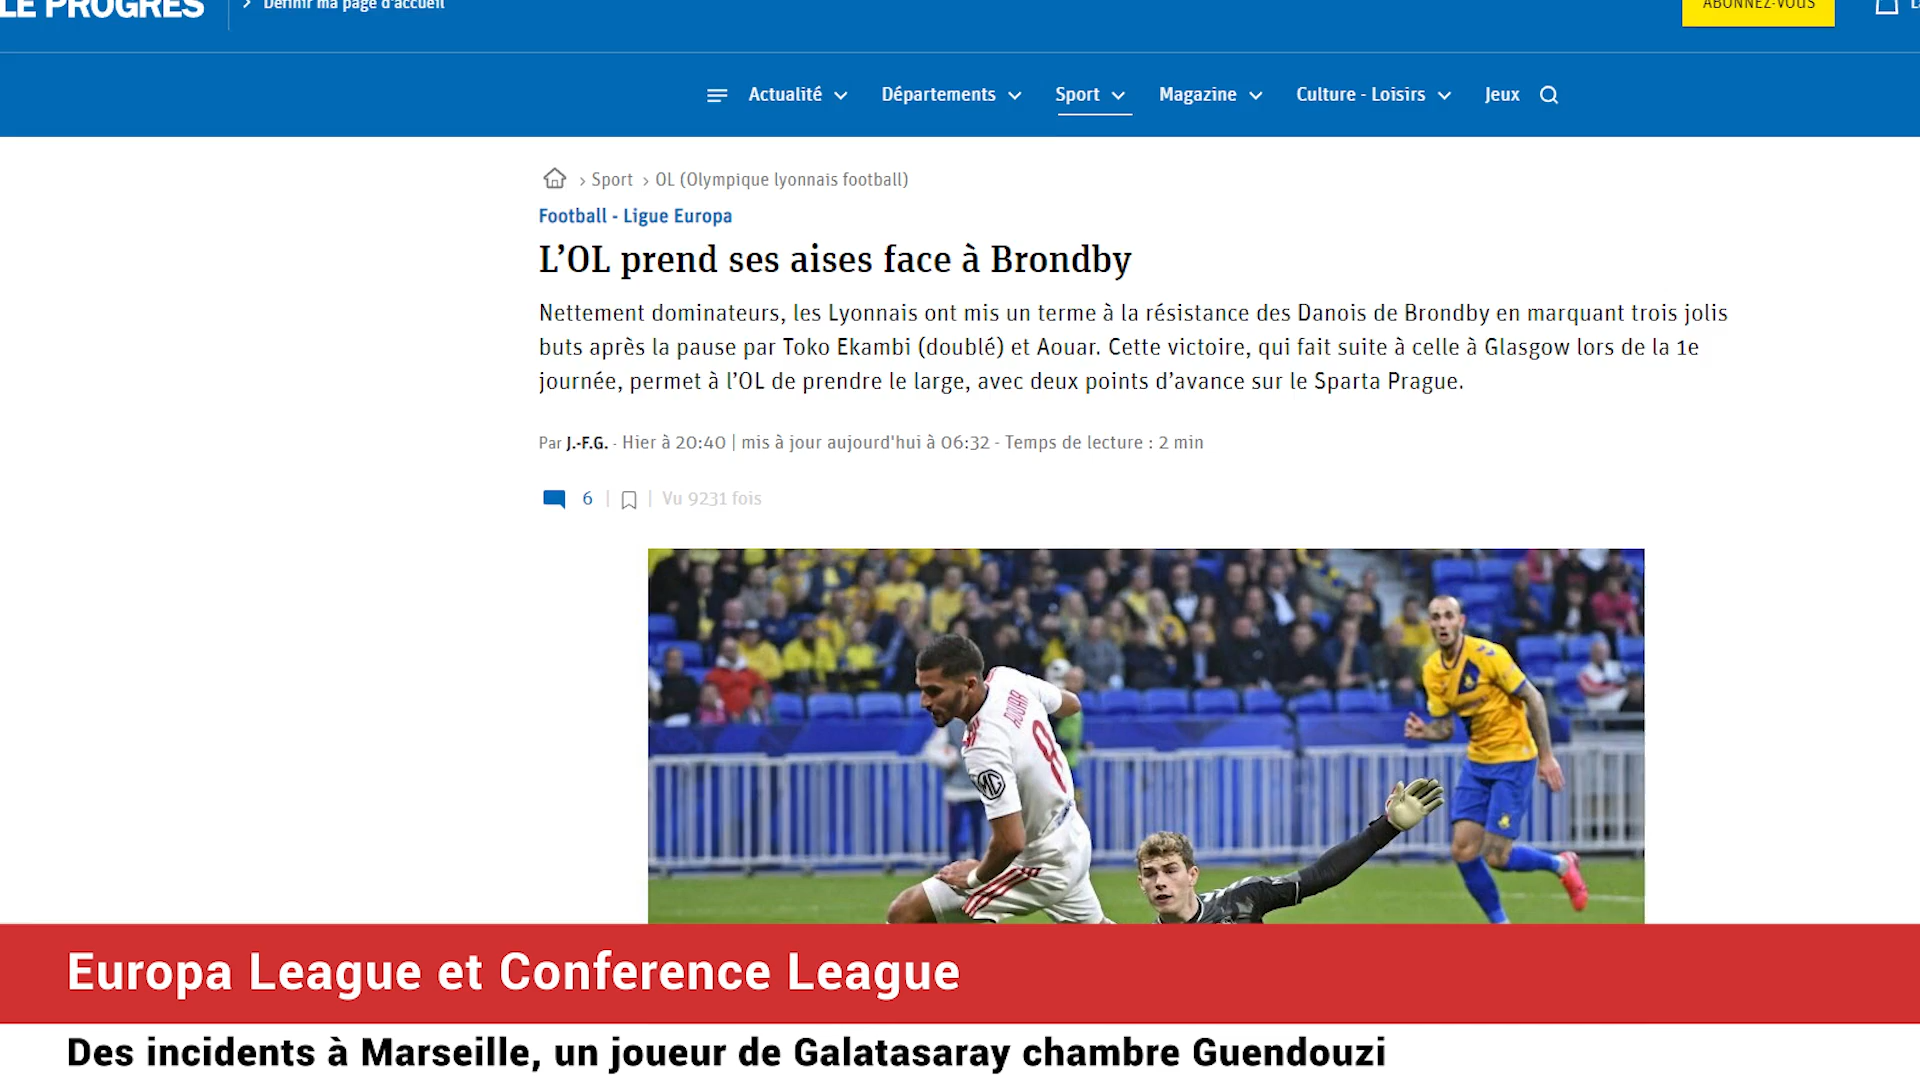 LE PROGRÈS
> Définir ma page d'accueil
ABONNEZ-VOUS
Actualité
Départements
Sport
Magazine
Culture - Loisirs
Jeux
> Sport > OL (Olympique lyonnais football)
Football - Ligue Europa
L’OL prend ses aises face à Brondby
Nettement dominateurs, les Lyonnais ont mis un terme à la résistance des Danois de Brondby en marquant trois jolis
buts après la pause par Toko Ekambi (doublé) et Aouar. Cette victoire, qui fait suite à celle à Glasgow lors de la 1e
journée, permet à l’OL de prendre le large, avec deux points d’avance sur le Sparta Prague.
Par J.-F.G. - Hier à 20:40 | mis à jour aujourd'hui à 06:32 - Temps de lecture : 2 min
6 | | Vu 9231 fois
AOUAR
8
MG
Europa League et Conference League
Des incidents à Marseille, un joueur de Galatasaray chambre Guendouzi